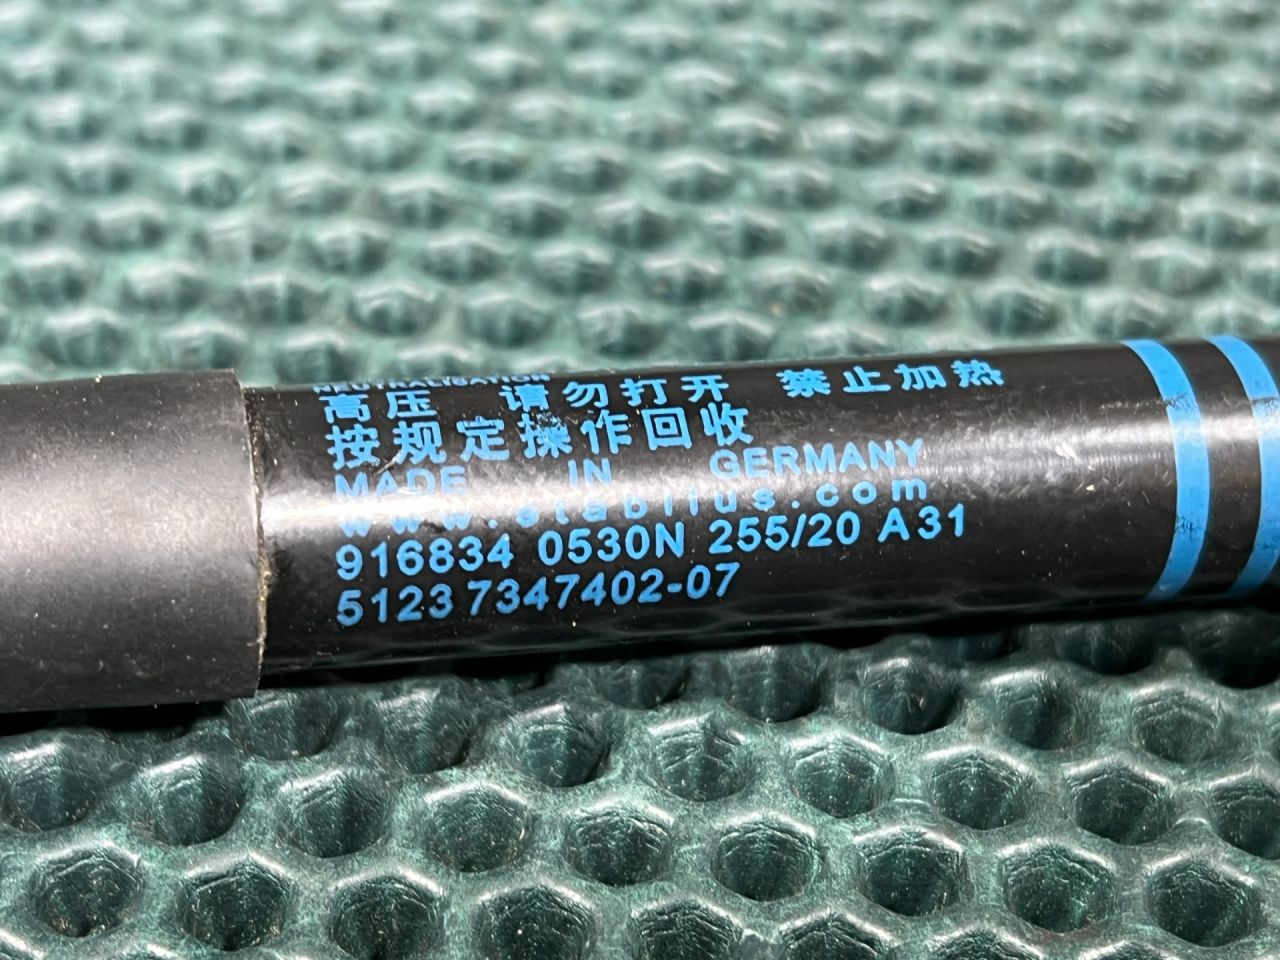 NEUTRALISATION
高压 请勿打开 禁止加热
按规定操作回收
MADE IN GERMANY
www.stabilus.com
916834 0530N 255/20 A31
5123 7347402-07